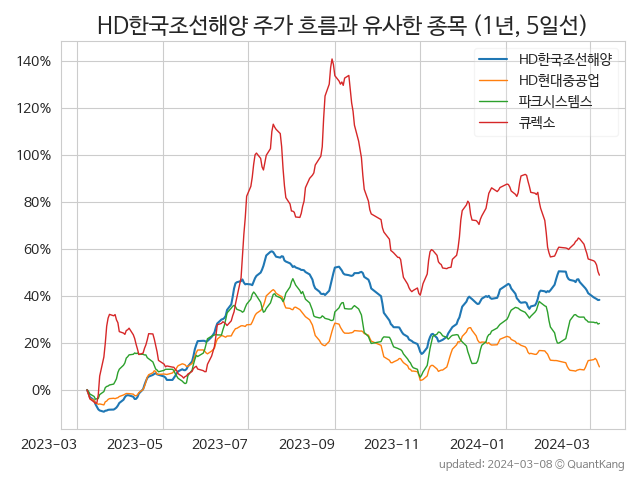 HD한국조선해양 주가 흐름과 유사한 종목 (1년, 5일선)
HD한국조선해양
HD현대중공업
파크시스템스
큐렉소
140%
120%
100%
80%
60%
40%
20%
0%
2023-03
2023-05
2023-07
2023-09
2023-11
2024-01
2024-03
updated: 2024-03-08 ⓒ QuantKang